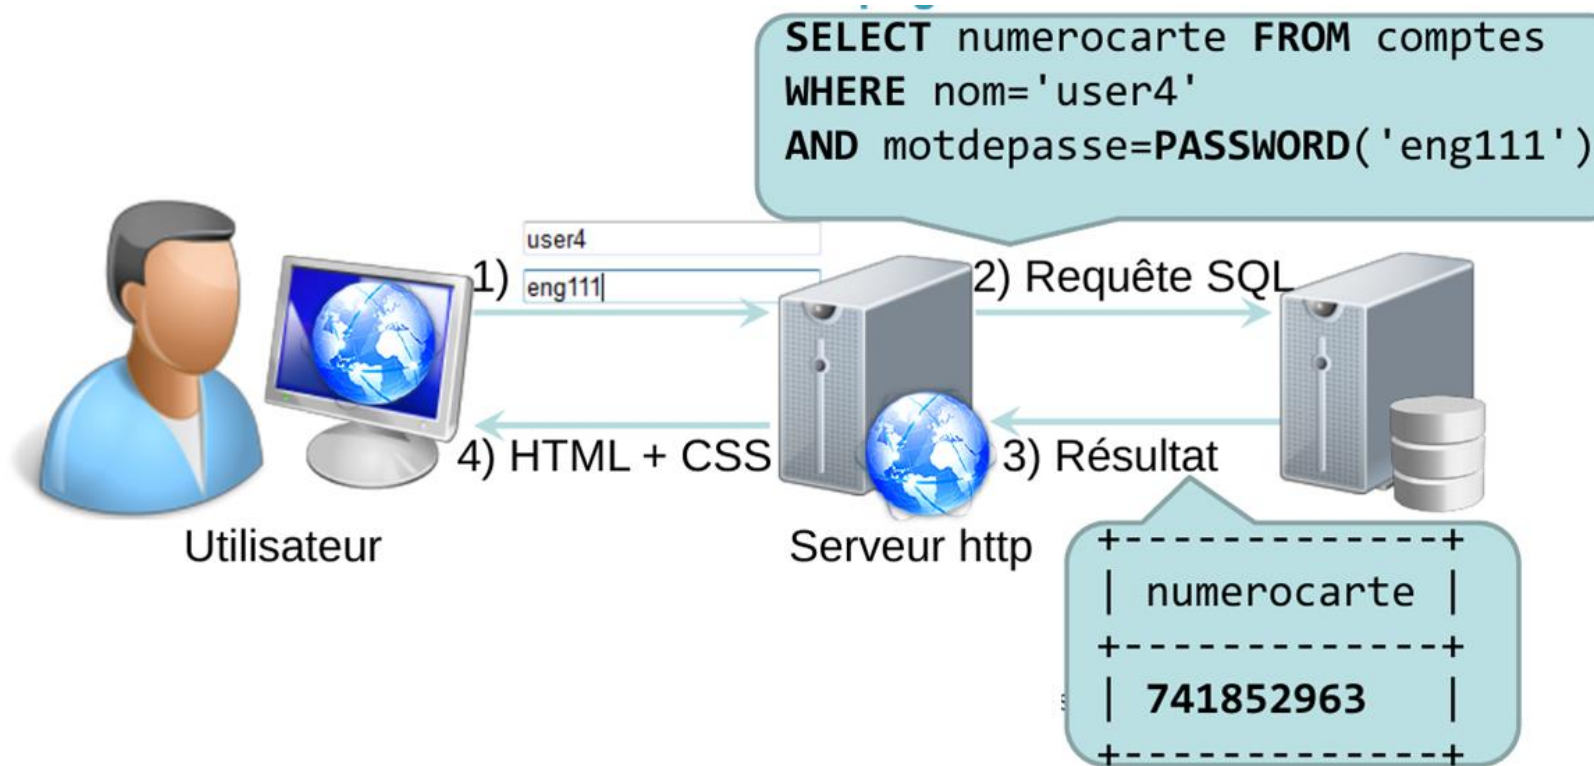 SELECT numerocarte FROM comptes
WHERE nom='user4'
AND motdepasse=PASSWORD('eng111')
user4
1)
eng111
2) Requête SQL
4) HTML + CSS
3) Résultat
Utilisateur
Serveur http
+-------------+
| numerocarte |
+-------------+
| 741852963 |
+-------------+